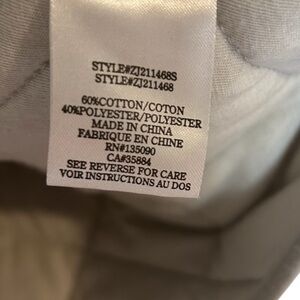 STYLE#ZJ211468S
STYLE#ZJ211468
60%COTTON/COTON
40%POLYESTER/POLYESTER
MADE IN CHINA
FABRIQUE EN CHINE
RN#135090
CA#35884
SEE REVERSE FOR CARE
VOIR INSTRUCTIONS AU DOS